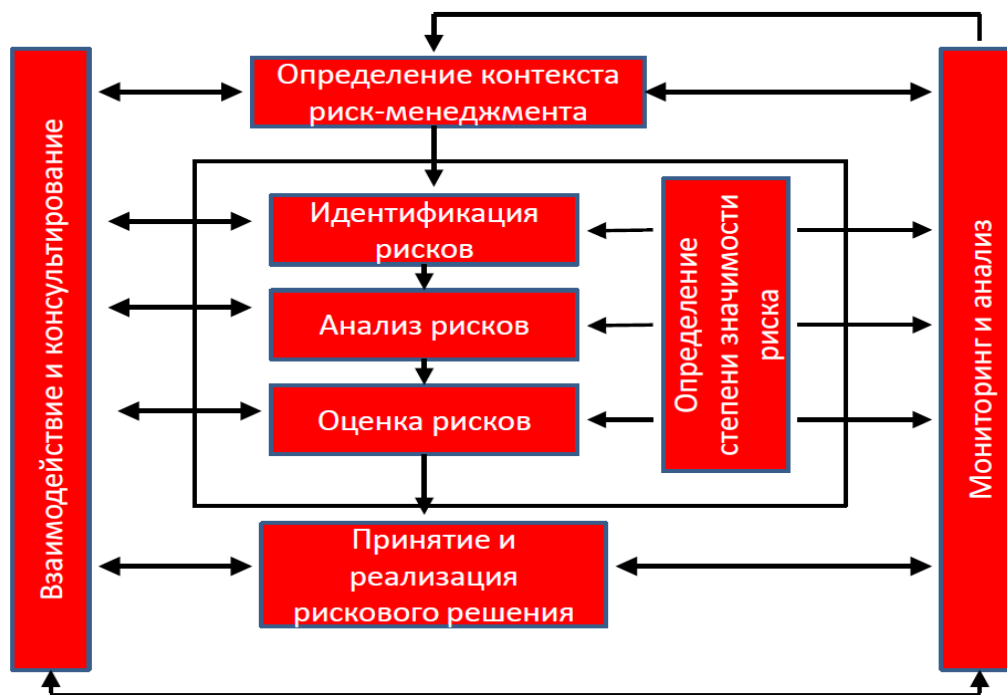 Взаимодействие и консультирование
Определение контекста
риск-менеджмента
Идентификация
рисков
Анализ рисков
Оценка рисков
Определение
степени значимости
риска
Принятие и
реализация
рискового решения
Мониторинг и анализ